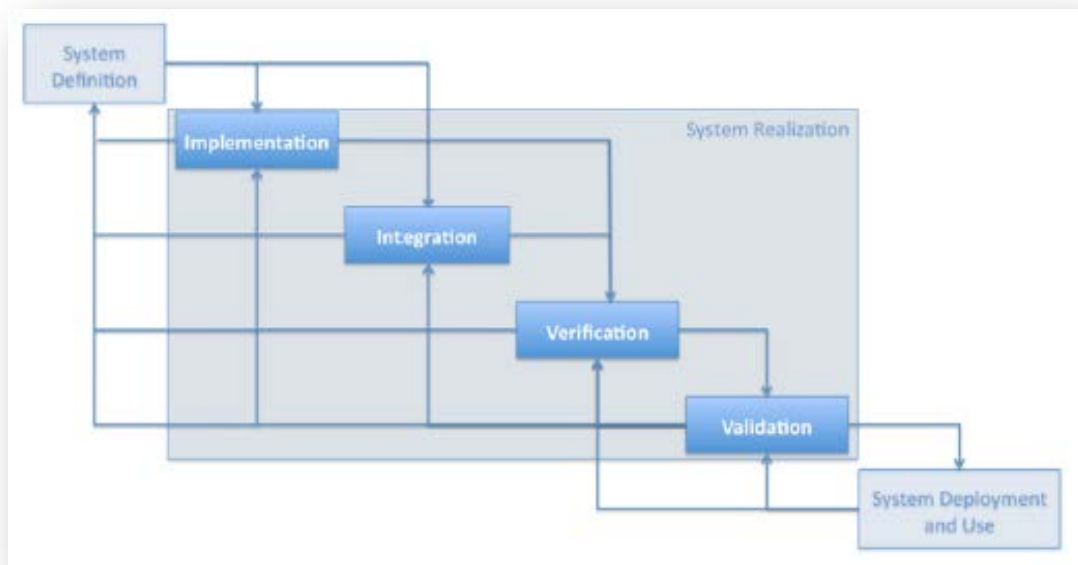 System
Definition
System Realization
Implementation
Integration
Verification
Validation
System Deployment
and Use